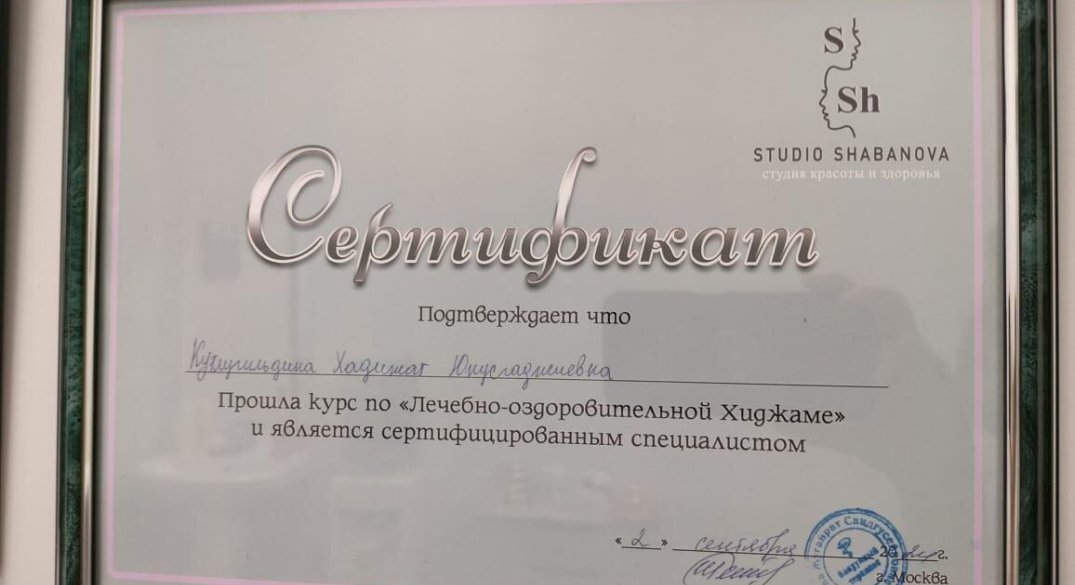 S
Sh
STUDIO SHABANOVA
студия красоты и здоровья
Сертификат
Подтверждает что
Хадижат
Прошла курс по «Лечебно-оздоровительной Хиджаме»
и является сертифицированным специалистом
«2» сентября 20 г.
г. Москва